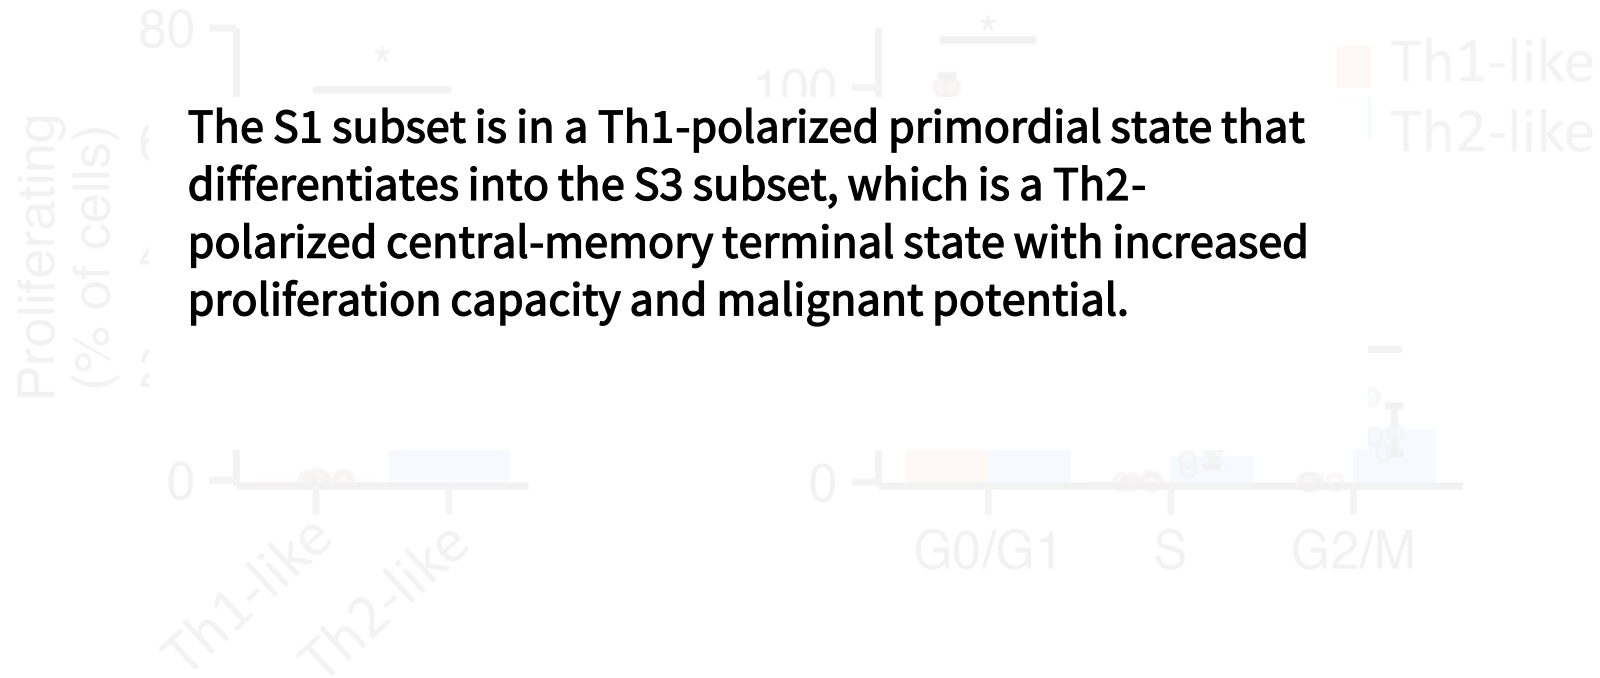 80
*
*
100
Th1-like
Th2-like
Proliferating
(% of cells)
The S1 subset is in a Th1-polarized primordial state that
differentiates into the S3 subset, which is a Th2-
polarized central-memory terminal state with increased
proliferation capacity and malignant potential.
0
0
Th1-like
Th2-like
G0/G1
S
G2/M